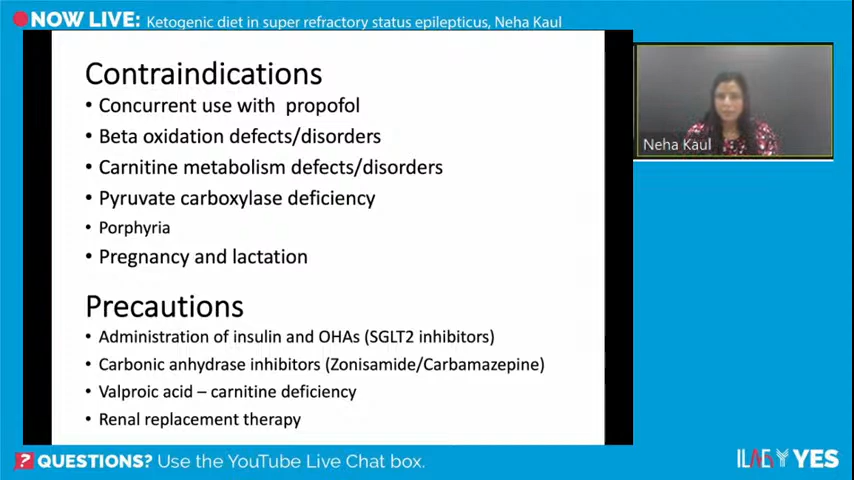 NOW LIVE: Ketogenic diet in super refractory status epilepticus, Neha Kaul
Contraindications
• Concurrent use with propofol
• Beta oxidation defects/disorders
• Carnitine metabolism defects/disorders
• Pyruvate carboxylase deficiency
• Porphyria
• Pregnancy and lactation
Precautions
• Administration of insulin and OHAs (SGLT2 inhibitors)
• Carbonic anhydrase inhibitors (Zonisamide/Carbamazepine)
• Valproic acid – carnitine deficiency
• Renal replacement therapy
Neha Kaul
? QUESTIONS? Use the YouTube Live Chat box.
ILAE YES